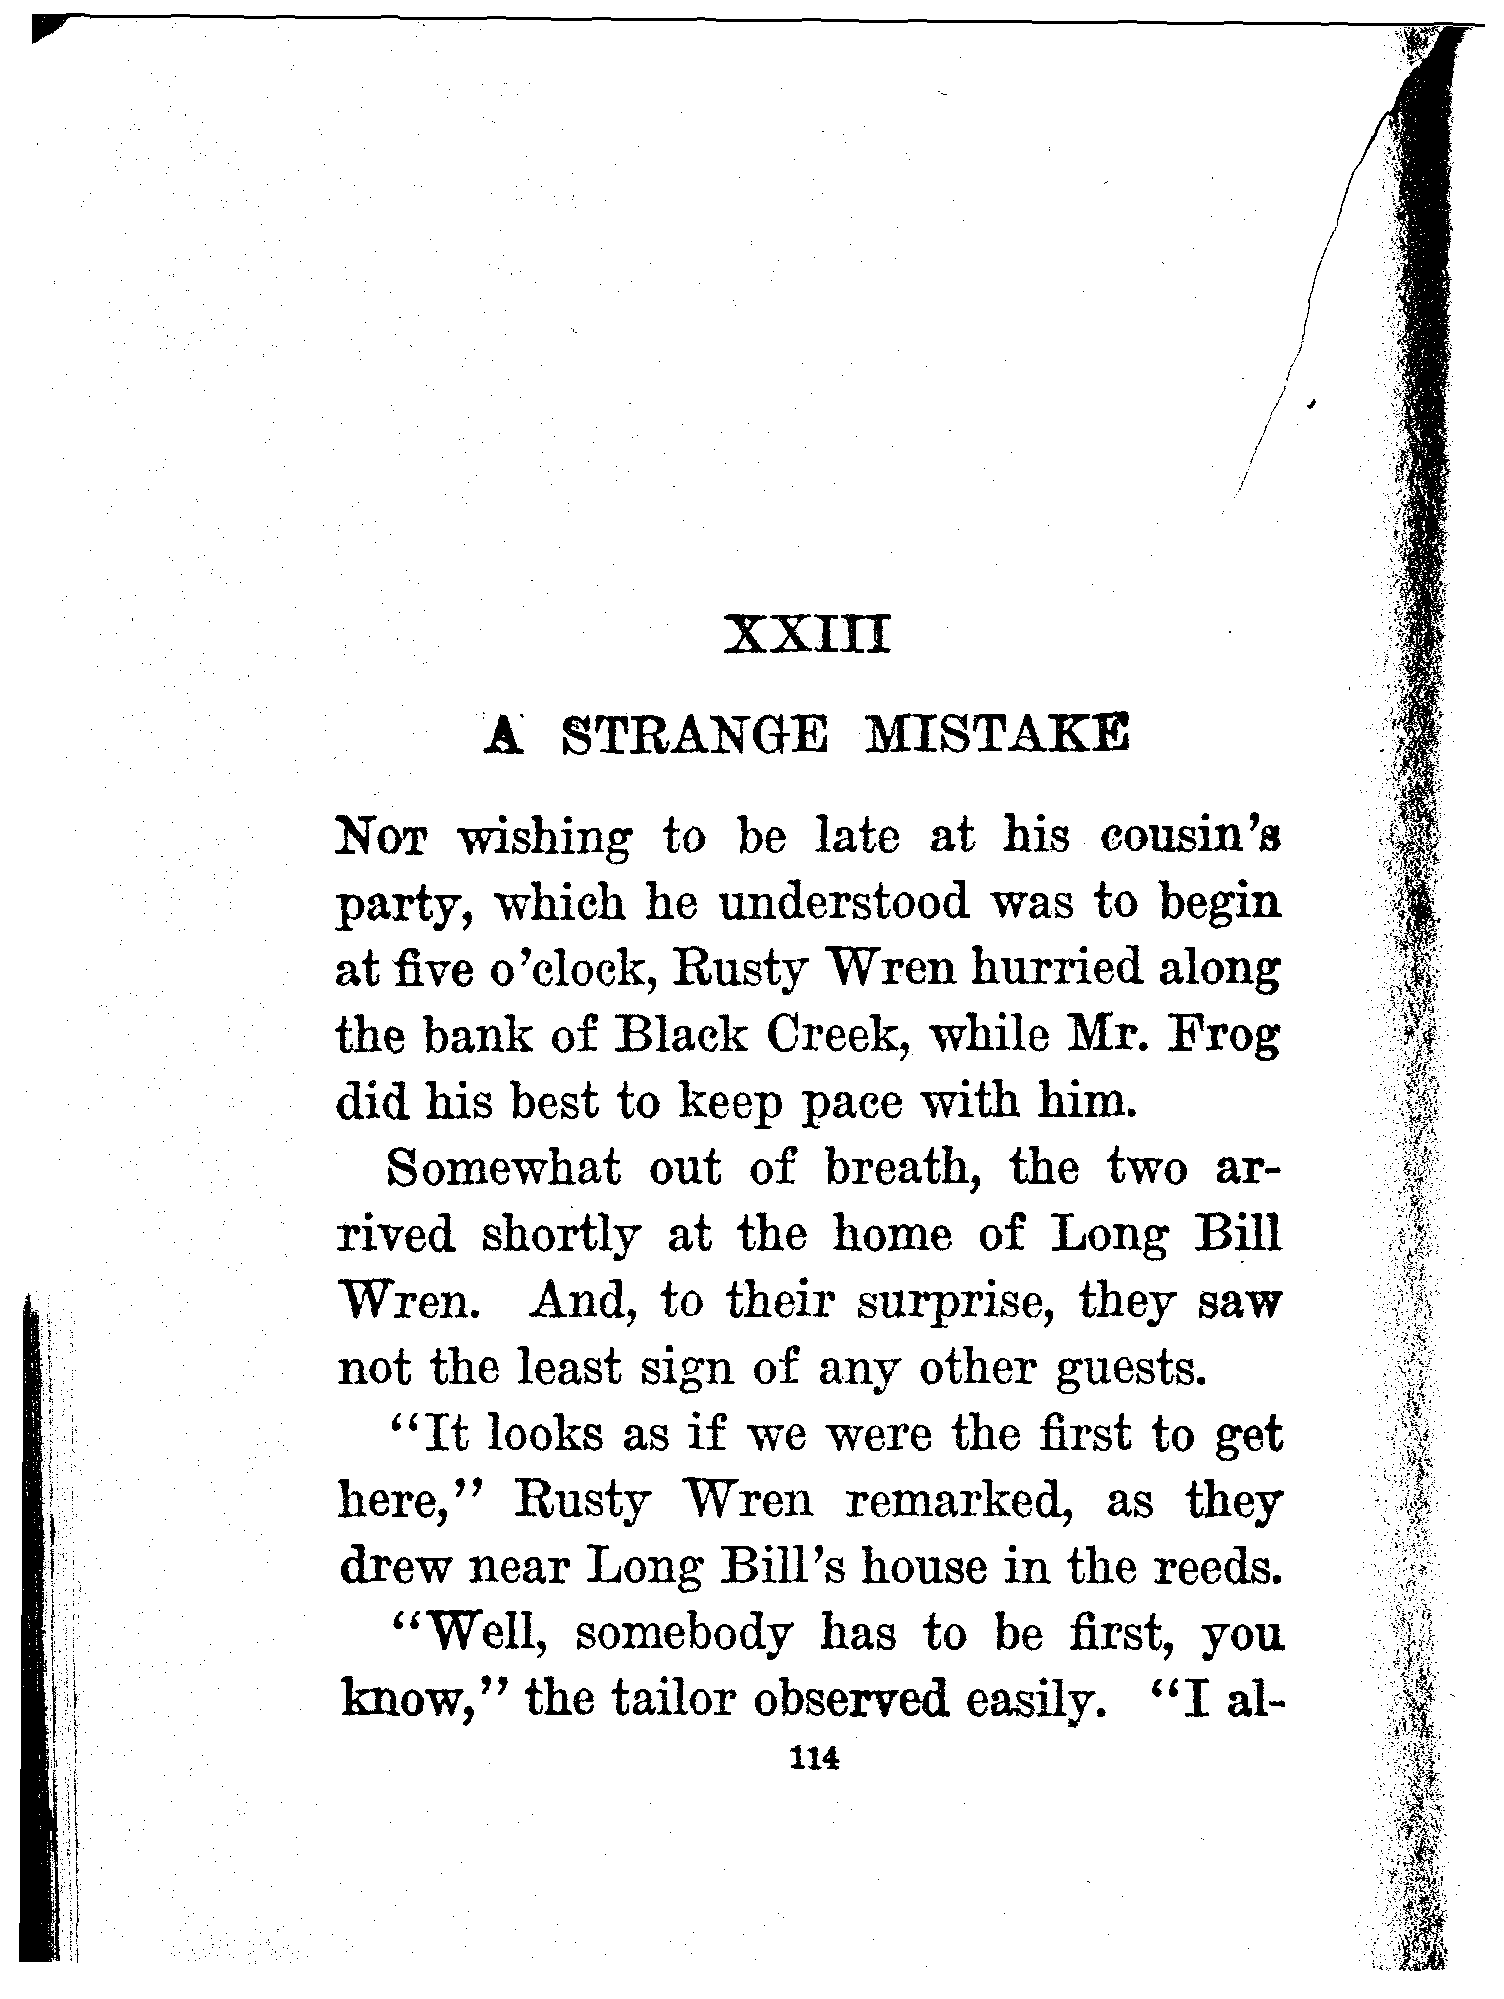 XXIII
A STRANGE MISTAKE
Not wishing to be late at his cousin's
party, which he understood was to begin
at five o'clock, Rusty Wren hurried along
the bank of Black Creek, while Mr. Frog
did his best to keep pace with him.
Somewhat out of breath, the two ar-
rived shortly at the home of Long Bill
Wren. And, to their surprise, they saw
not the least sign of any other guests.
"It looks as if we were the first to get
here," Rusty Wren remarked, as they
drew near Long Bill's house in the reeds.
"Well, somebody has to be first, you
know," the tailor observed easily. "I al-
114